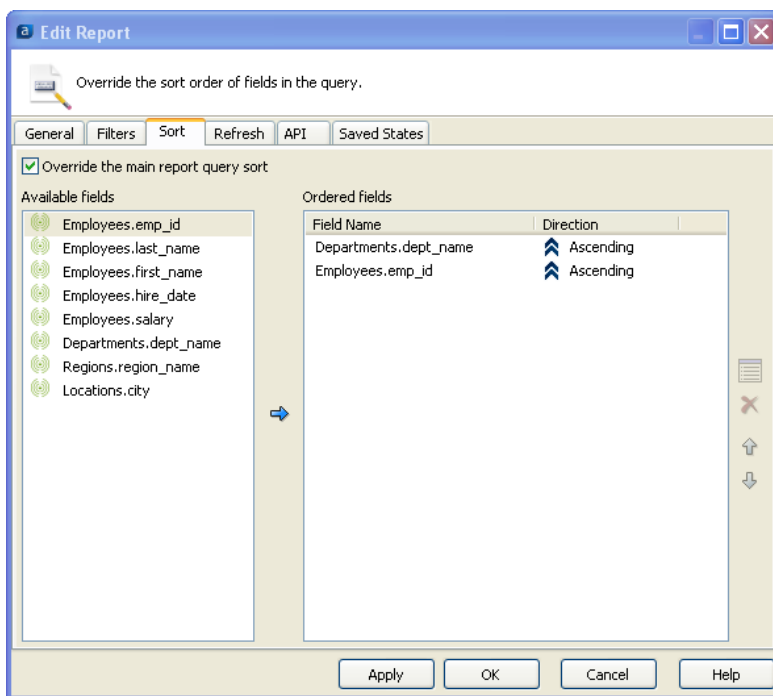 a Edit Report
Override the sort order of fields in the query.
General Filters Sort Refresh API Saved States
Override the main report query sort
Available fields
Employees.emp_id
Employees.last_name
Employees.first_name
Employees.hire_date
Employees.salary
Departments.dept_name
Regions.region_name
Locations.city
Ordered fields
Field Name Direction
Departments.dept_name Ascending
Employees.emp_id Ascending
Apply OK Cancel Help